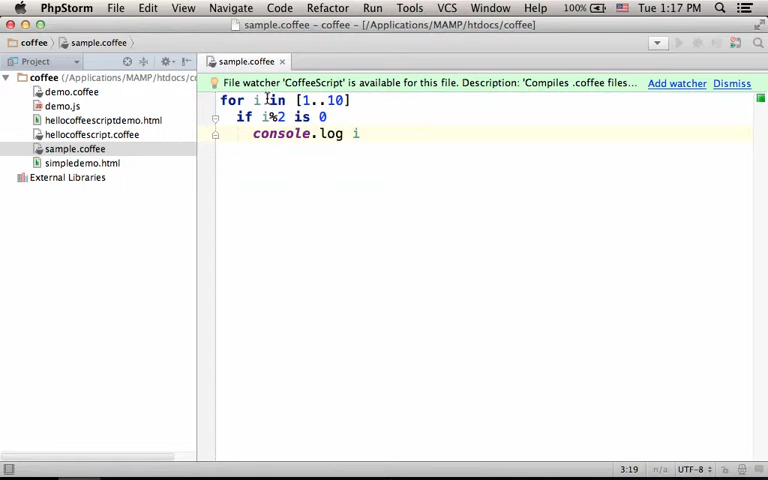 PhpStorm File Edit View Navigate Code Refactor Run Tools VCS Window Help 100% Tue 1:17 PM
sample.coffee - coffee - [/Applications/MAMP/htdocs/coffee]
coffee sample.coffee
Project
sample.coffee
coffee (/Applications/MAMP/htdocs/c
demo.coffee
demo.js
hellocoffeescriptdemo.html
hellocoffeescript.coffee
sample.coffee
simpledemo.html
External Libraries
File watcher 'CoffeeScript' is available for this file. Description: 'Compiles .coffee files... Add watcher Dismiss
for i in [1..10]
if i%2 is 0
console.log i
3:19 n/a UTF-8